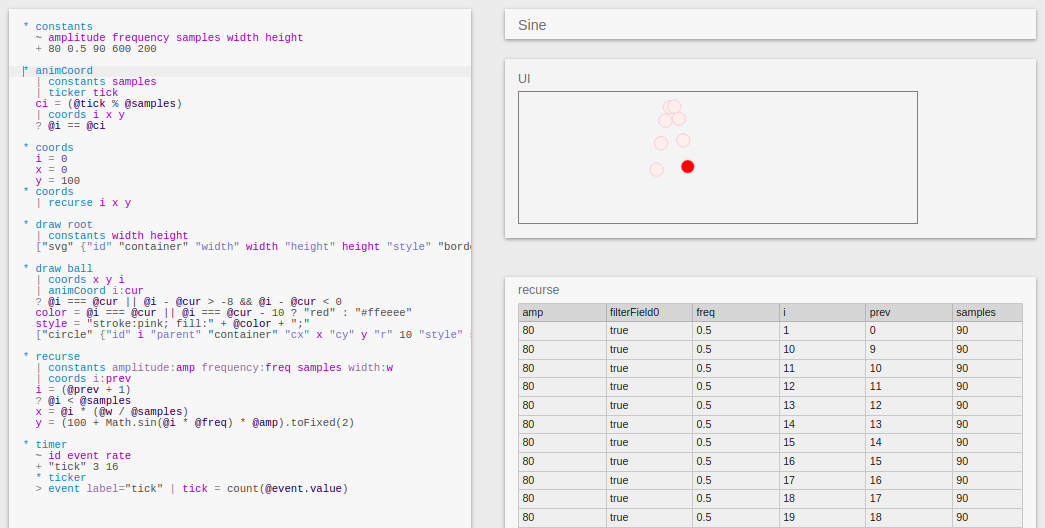 * constants
~ amplitude frequency samples width height
+ 80 0.5 90 600 200
* animCoord
| constants samples
| ticker tick
ci = (@tick % @samples)
| coords i x y
? @i == @ci
* coords
i = 0
x = 0
y = 100
* coords
| recurse i x y
* draw root
| constants width height
["svg" {"id" "container" "width" width "height" height "style" "bord
* draw ball
| coords x y i
| animCoord i:cur
? @i === @cur || @i - @cur > -8 && @i - @cur < 0
color = @i === @cur || @i === @cur - 10 ? "red" : "#ffeeee"
style = "stroke:pink; fill:" + @color + ";"
["circle" {"id" i "parent" "container" "cx" x "cy" y "r" 10 "style"
* recurse
| constants amplitude:amp frequency:freq samples width:w
| coords i:prev
i = (@prev + 1)
? @i < @samples
x = @i * (@w / @samples)
y = (100 + Math.sin(@i * @freq) * @amp).toFixed(2)
* timer
~ id event rate
+ "tick" 3 16
* ticker
> event label="tick" | tick = count(@event.value)
Sine
UI
recurse
amp filterField0 freq i prev samples
80 true 0.5 1 0 90
80 true 0.5 10 9 90
80 true 0.5 11 10 90
80 true 0.5 12 11 90
80 true 0.5 13 12 90
80 true 0.5 14 13 90
80 true 0.5 15 14 90
80 true 0.5 16 15 90
80 true 0.5 17 16 90
80 true 0.5 18 17 90
80 true 0.5 19 18 90